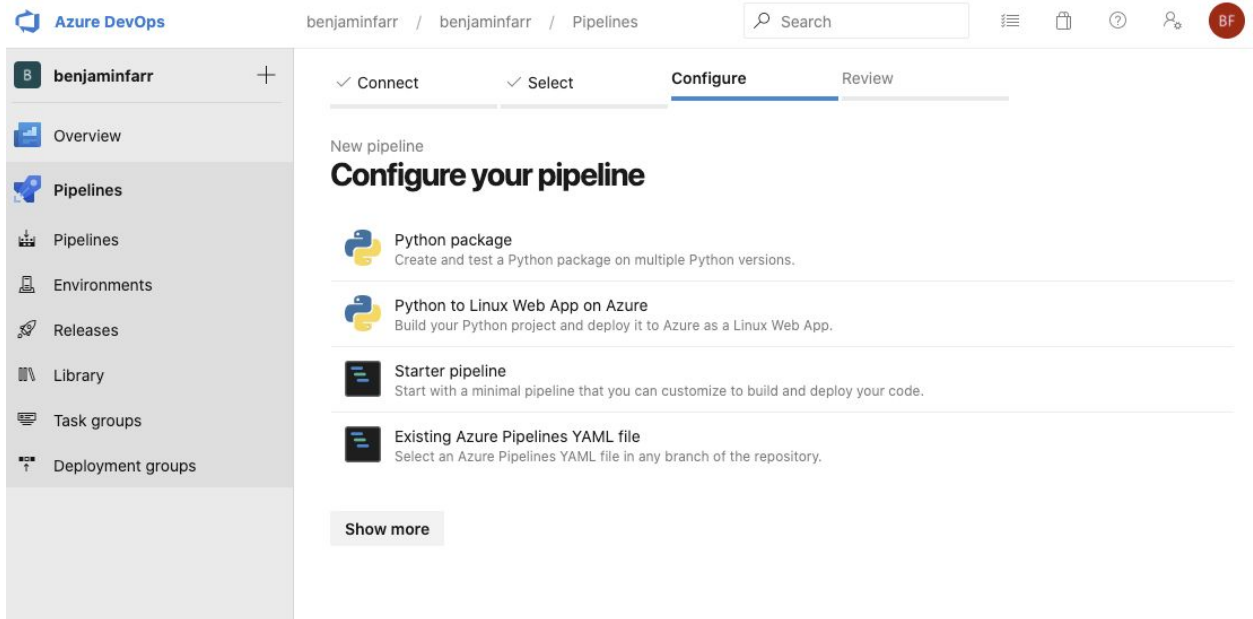 Azure DevOps
benjaminfarr / benjaminfarr / Pipelines
Search
BF
B benjaminfarr
Overview
Pipelines
Pipelines
Environments
Releases
Library
Task groups
Deployment groups
Connect
Select
Configure
Review
New pipeline
Configure your pipeline
Python package
Create and test a Python package on multiple Python versions.
Python to Linux Web App on Azure
Build your Python project and deploy it to Azure as a Linux Web App.
Starter pipeline
Start with a minimal pipeline that you can customize to build and deploy your code.
Existing Azure Pipelines YAML file
Select an Azure Pipelines YAML file in any branch of the repository.
Show more